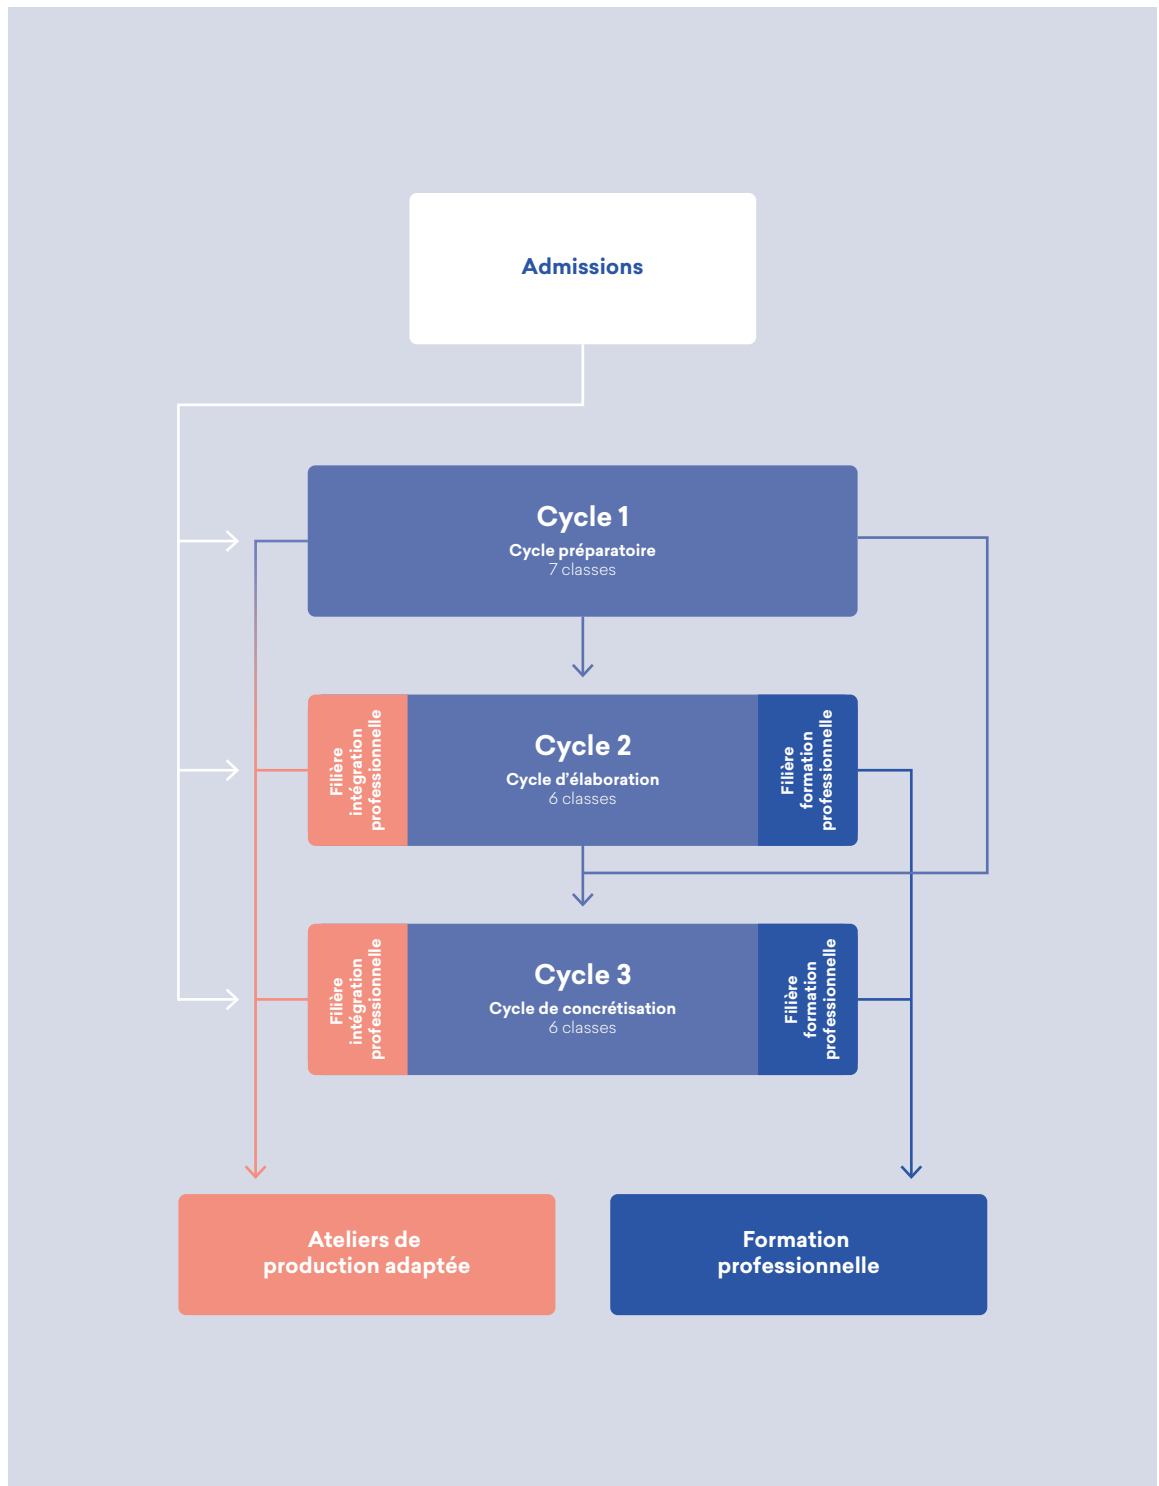 Admissions
Cycle 1
Cycle préparatoire
7 classes
Filière
intégration
professionnelle
Cycle 2
Cycle d'élaboration
6 classes
Filière
formation
professionnelle
Filière
intégration
professionnelle
Cycle 3
Cycle de concrétisation
6 classes
Filière
formation
professionnelle
Ateliers de
production adaptée
Formation
professionnelle